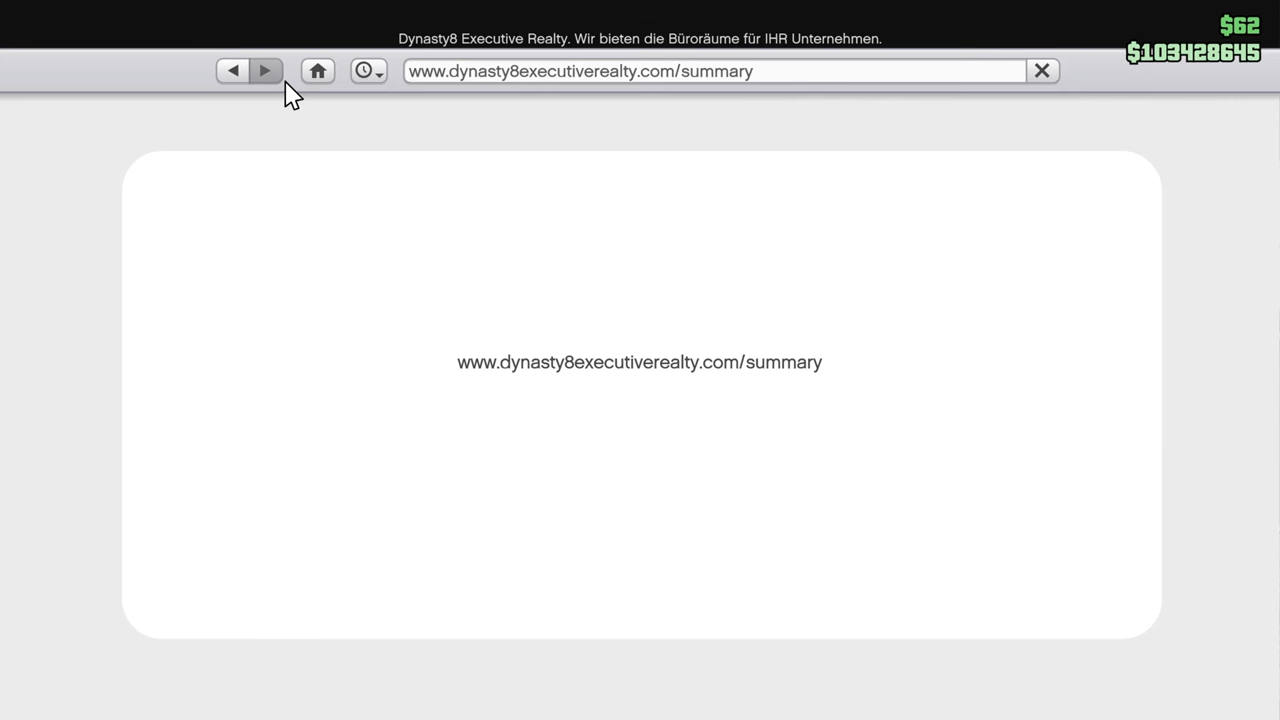 $62
Dynasty8 Executive Realty. Wir bieten die Büroräume für IHR Unternehmen.
$103428645
www.dynasty8executiverealty.com/summary
www.dynasty8executiverealty.com/summary